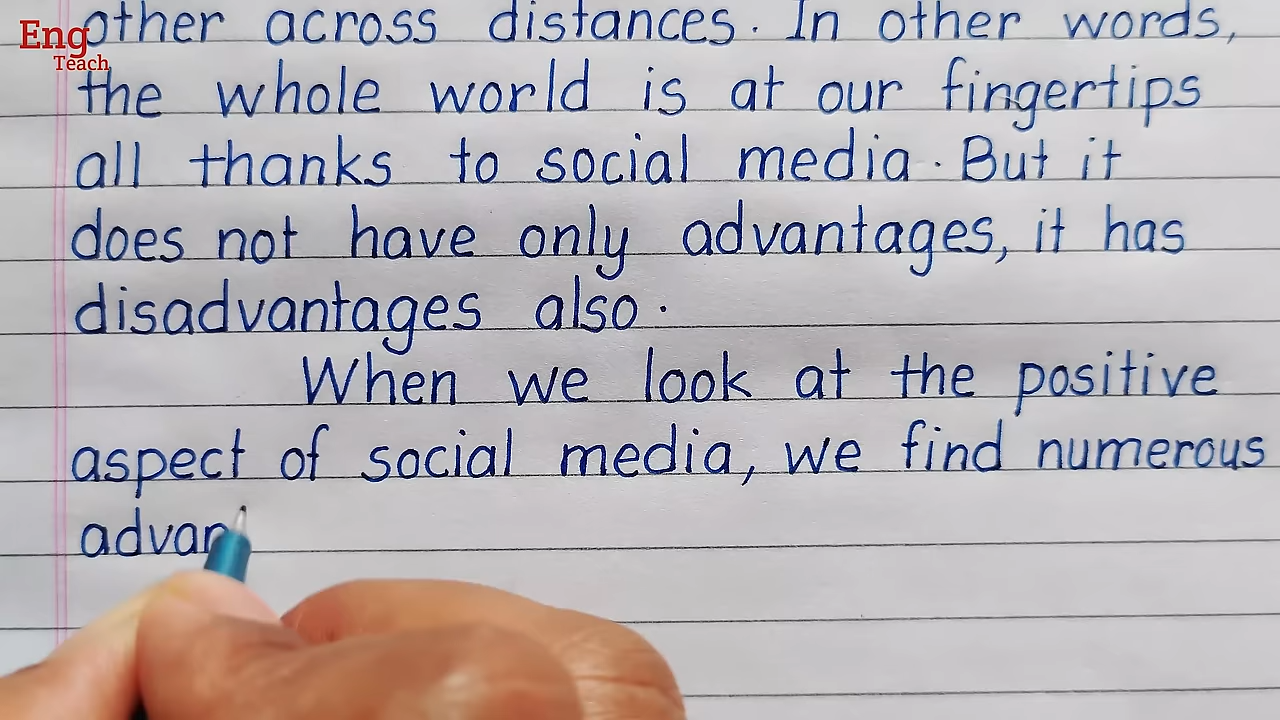 Eng
Teach
other across distances. In other words,
the whole world is at our fingertips
all thanks to social media. But it
does not have only advantages, it has
disadvantages also.
When we look at the positive
aspect of social media, we find numerous
advan